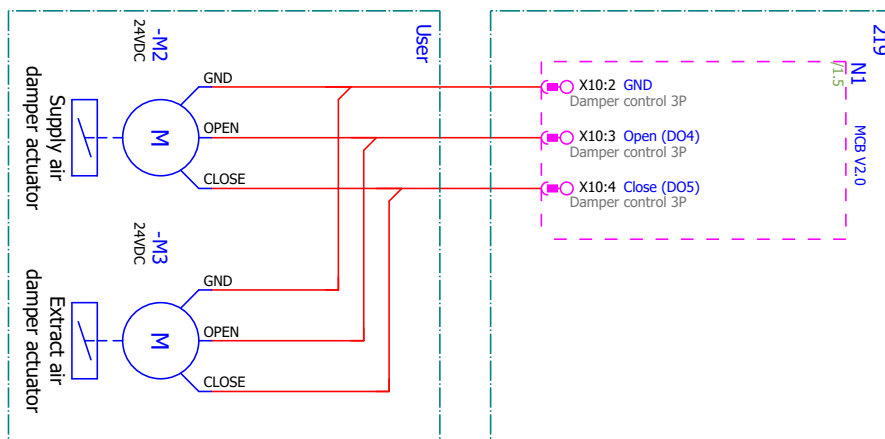 User
-M2
24VDC
GND
OPEN
CLOSE
M
Supply air
damper actuator
-M3
24VDC
GND
OPEN
CLOSE
M
Extract air
damper actuator
N1
/1.5
MCB V2.0
X10:2 GND
Damper control 3P
X10:3 Open (DO4)
Damper control 3P
X10:4 Close (DO5)
Damper control 3P